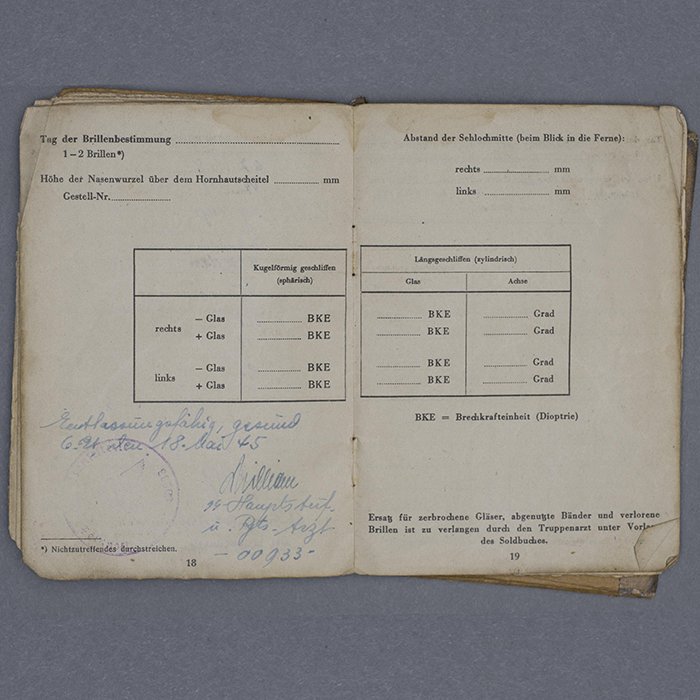 Tag der Brillenbestimmung
1–2 Brillen*)
Höhe der Nasenwurzel über dem Hornhautscheitel mm
Gestell-Nr.
Kugelförmig geschliffen
(sphärisch)
rechts
– Glas BKE
+ Glas BKE
links
– Glas BKE
+ Glas BKE
Entlassungsfähig, gesund
18. Mai 45
Hauptstuf.
u. Arzt
– 00933 –
*) Nichtzutreffendes durchstreichen.
18
Abstand der Sehlochmitte (beim Blick in die Ferne):
rechts mm
links mm
Längsgeschliffen (zylindrisch)
Glas Achse
BKE Grad
BKE Grad
BKE Grad
BKE Grad
BKE = Brechkrafteinheit (Dioptrie)
Ersatz für zerbrochene Gläser, abgenutzte Bänder und verlorene
Brillen ist zu verlangen durch den Truppenarzt unter
des Soldbuches.
19